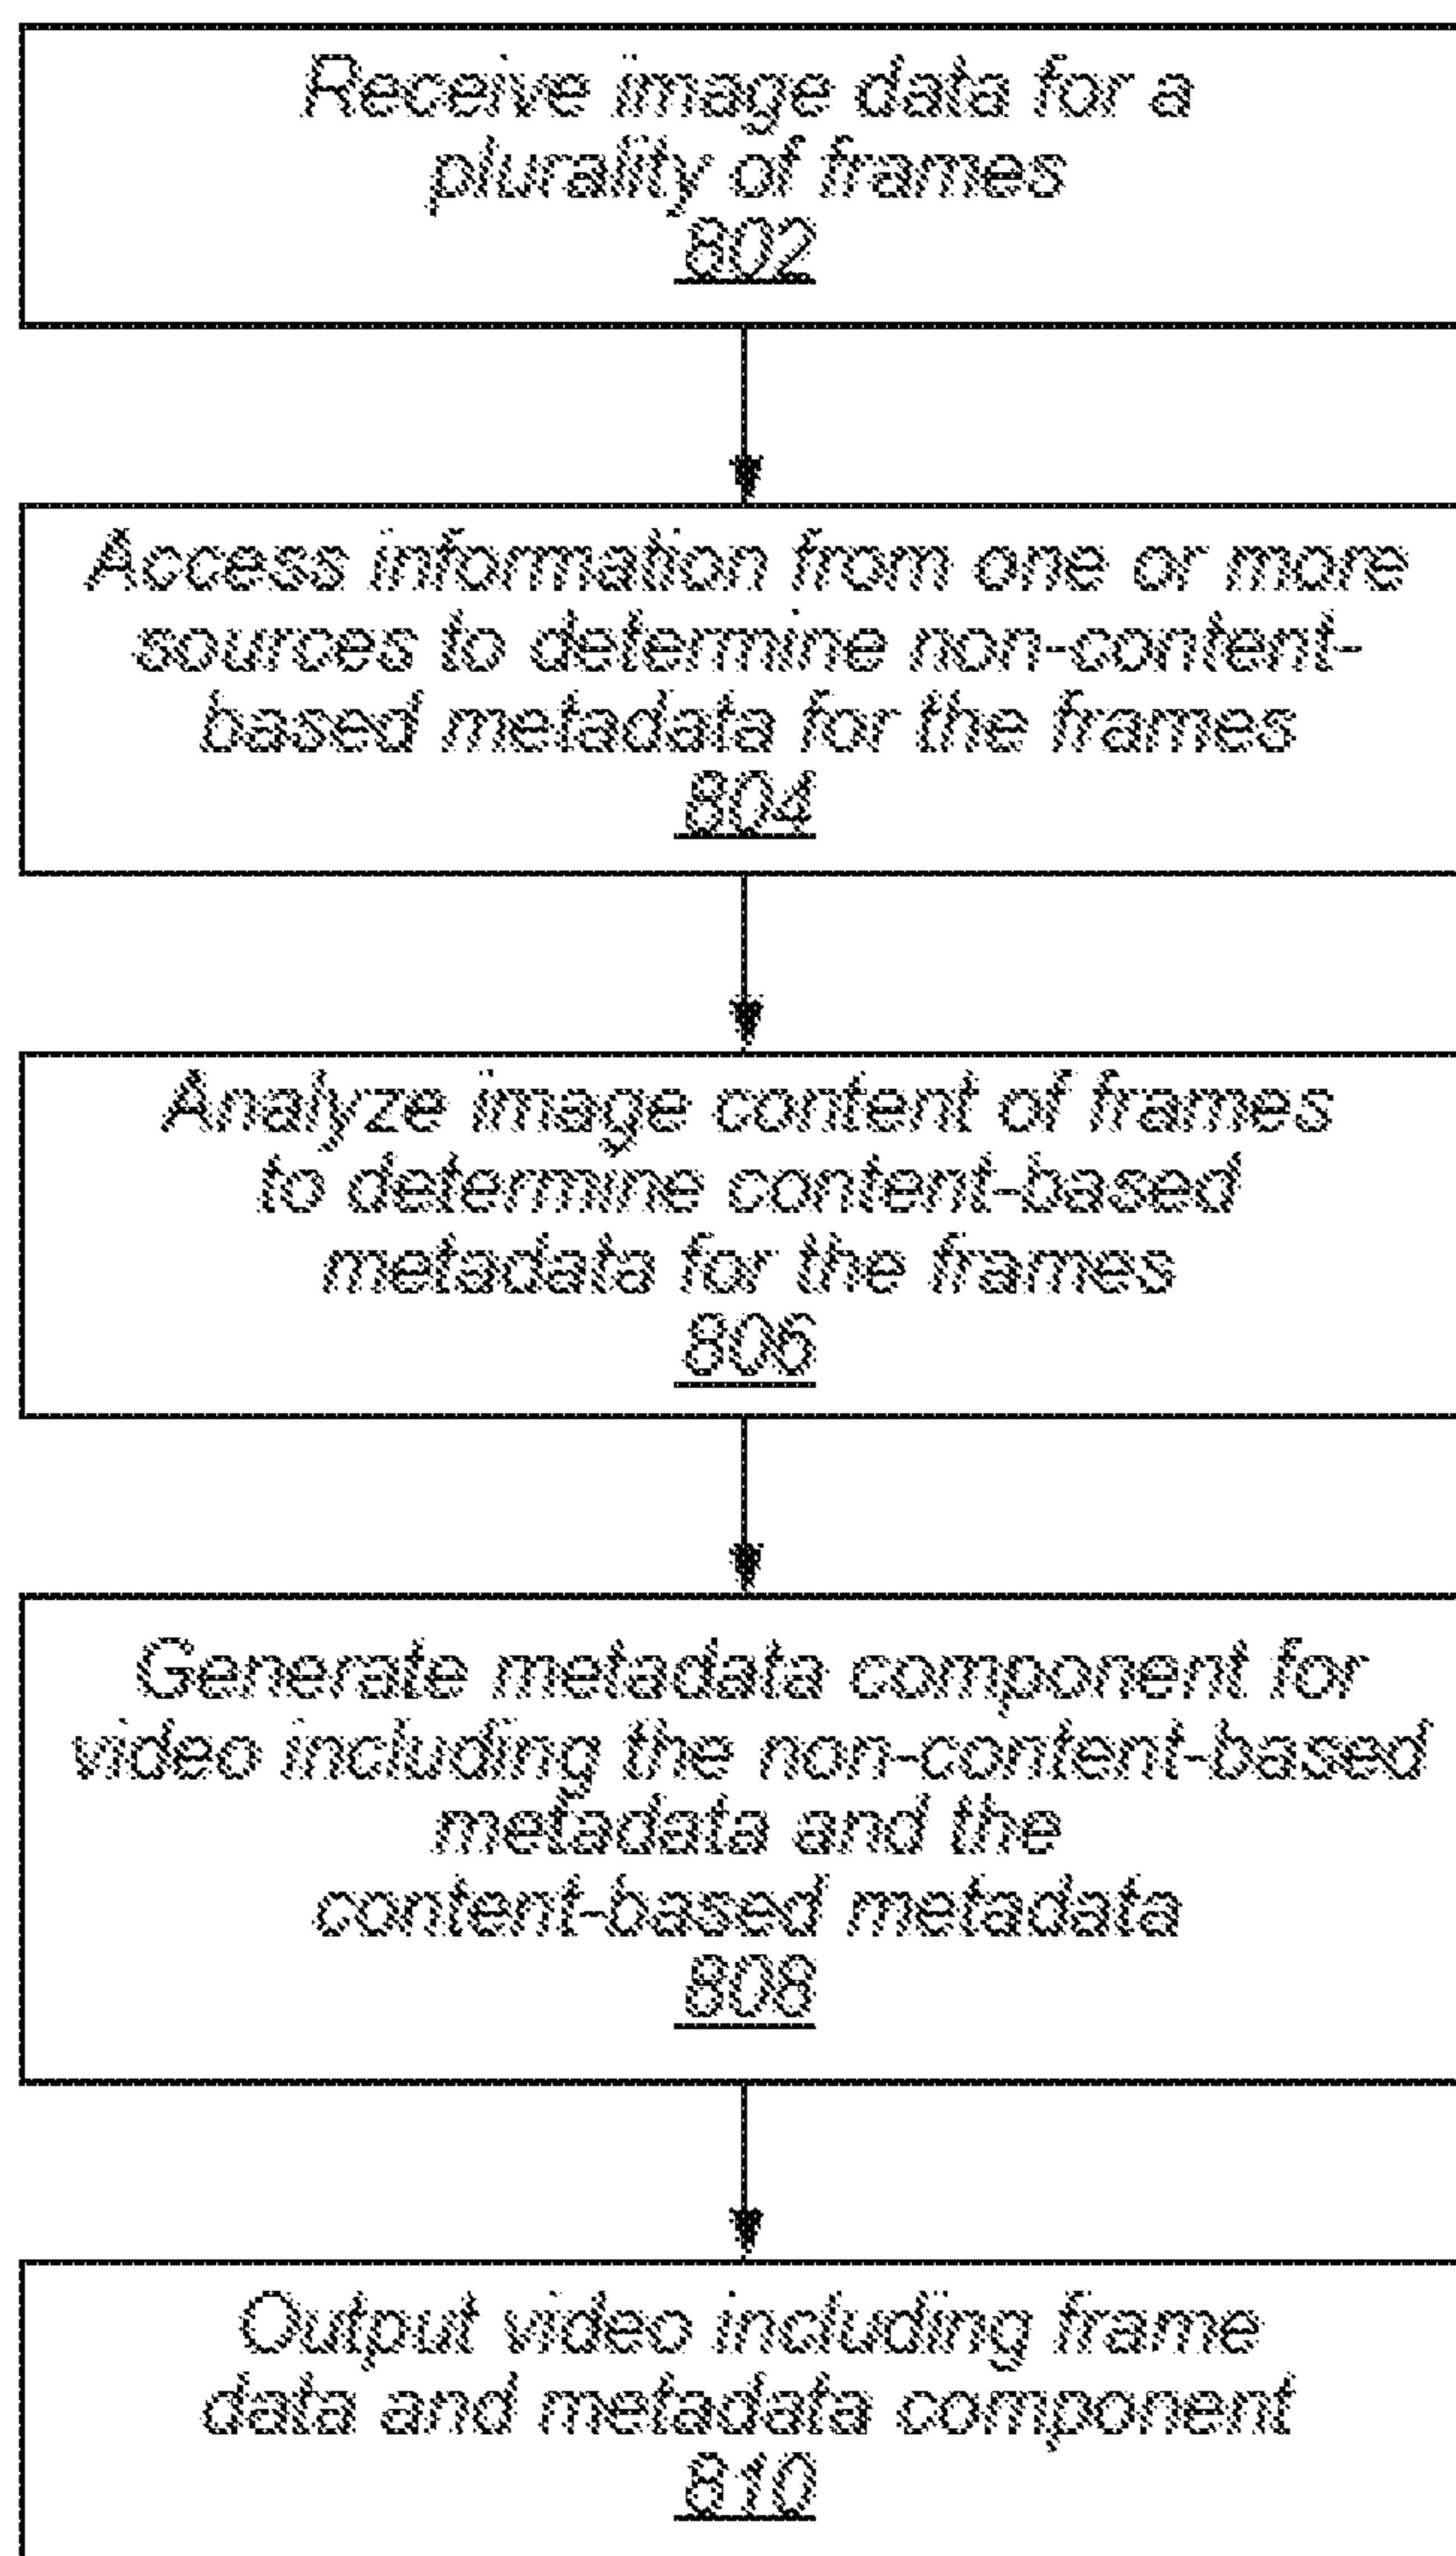 Receive image data for a
plurality of frames
802
Access information from one or more
sources to determine non-content-
based metadata for the frames
804
Analyze image content of frames
to determine content-based
metadata for the frames
806
Generate metadata component for
video including the non-content-based
metadata and the
content-based metadata
808
Output video including frame
data and metadata component
810